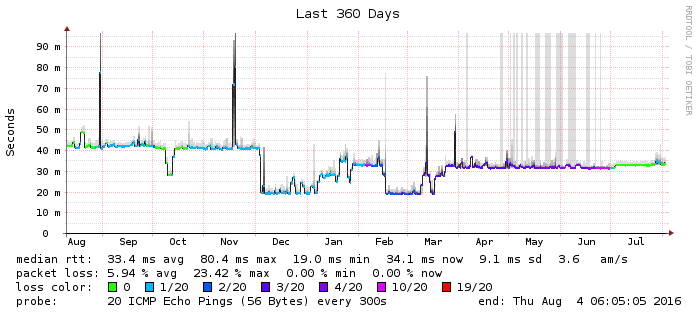 Last 360 Days
RRDTOOL / TOBI OETIKER
Seconds
90 m
80 m
70 m
60 m
50 m
40 m
30 m
20 m
10 m
0
Aug Sep Oct Nov Dec Jan Feb Mar Apr May Jun Jul
median rtt: 33.4 ms avg 80.4 ms max 19.0 ms min 34.1 ms now 9.1 ms sd 3.6 am/s
packet loss: 5.94 % avg 23.42 % max 0.00 % min 0.00 % now
loss color: 0 1/20 2/20 3/20 4/20 10/20 19/20
probe: 20 ICMP Echo Pings (56 Bytes) every 300s end: Thu Aug 4 06:05:05 2016